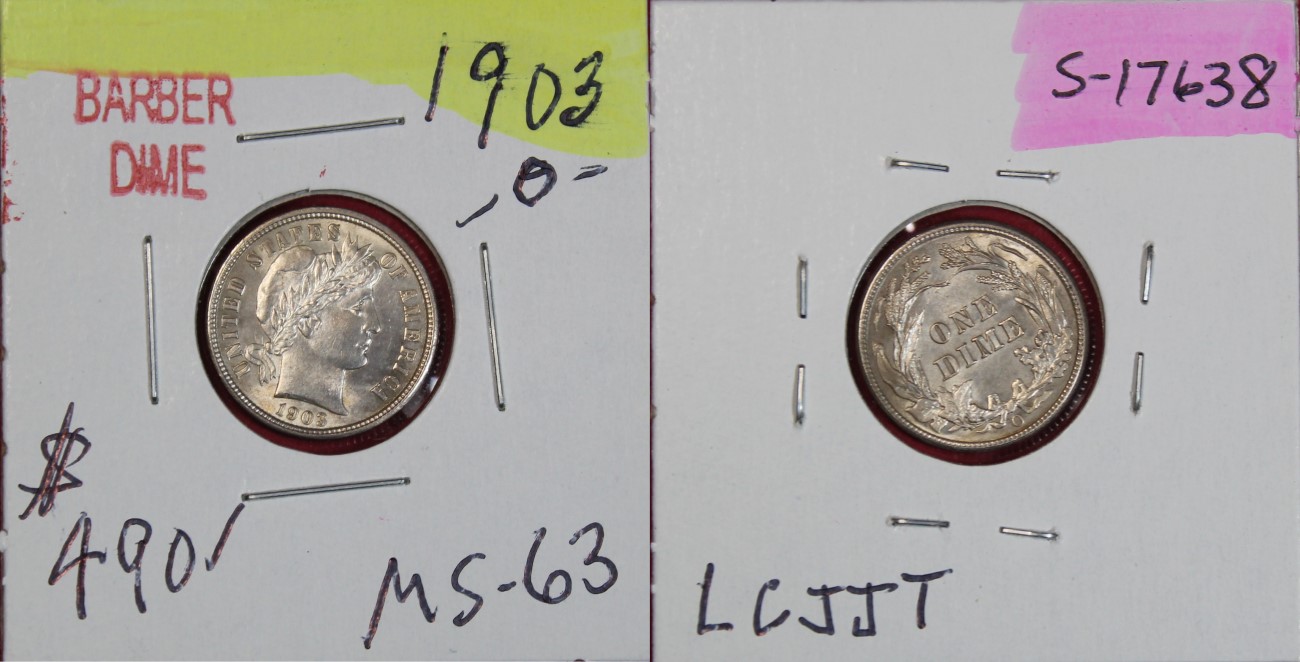 1903
BARBER
DIME
-O-
UNITED STATES OF AMERICA
1903
$
490
MS-63
S-17638
ONE
DIME
O
LCJJT